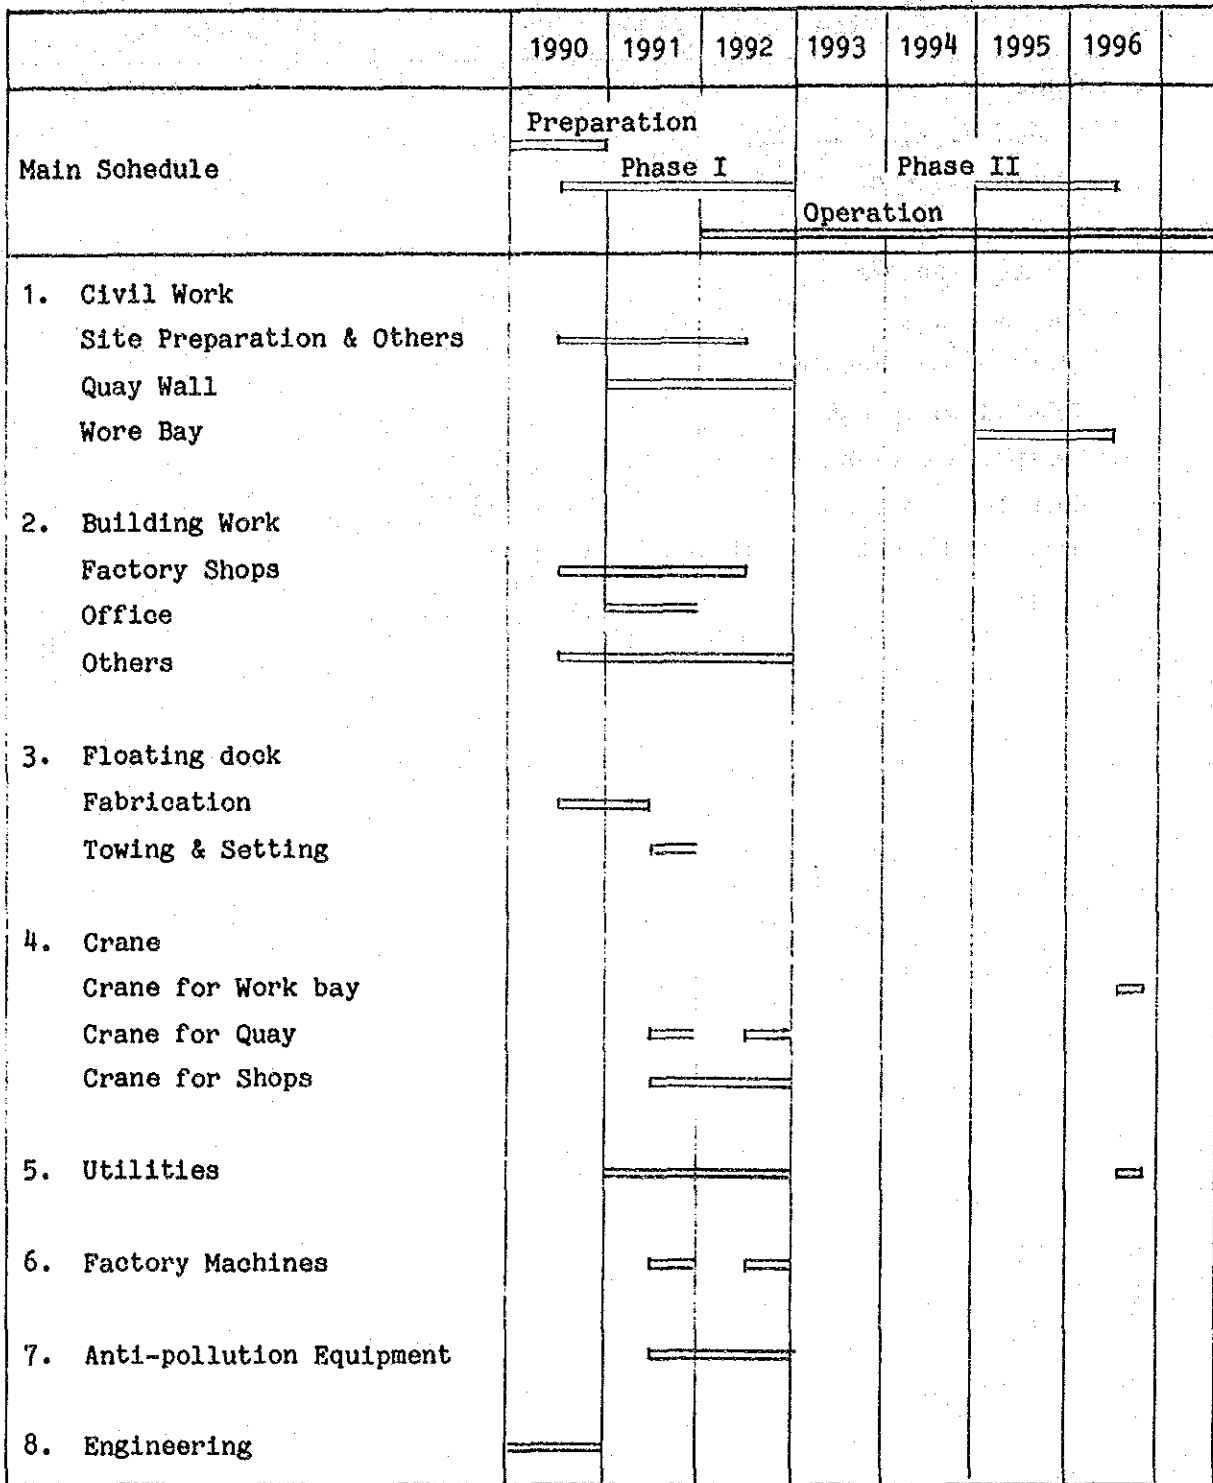 1990 1991 1992 1993 1994 1995 1996
Preparation
Main Sohedule
Phase I Phase II
Operation
1. Civil Work
Site Preparation & Others
Quay Wall
Wore Bay
2. Building Work
Factory Shops
Office
Others
3. Floating dock
Fabrication
Towing & Setting
4. Crane
Crane for Work bay
Crane for Quay
Crane for Shops
5. Utilities
6. Factory Machines
7. Anti-pollution Equipment
8. Engineering